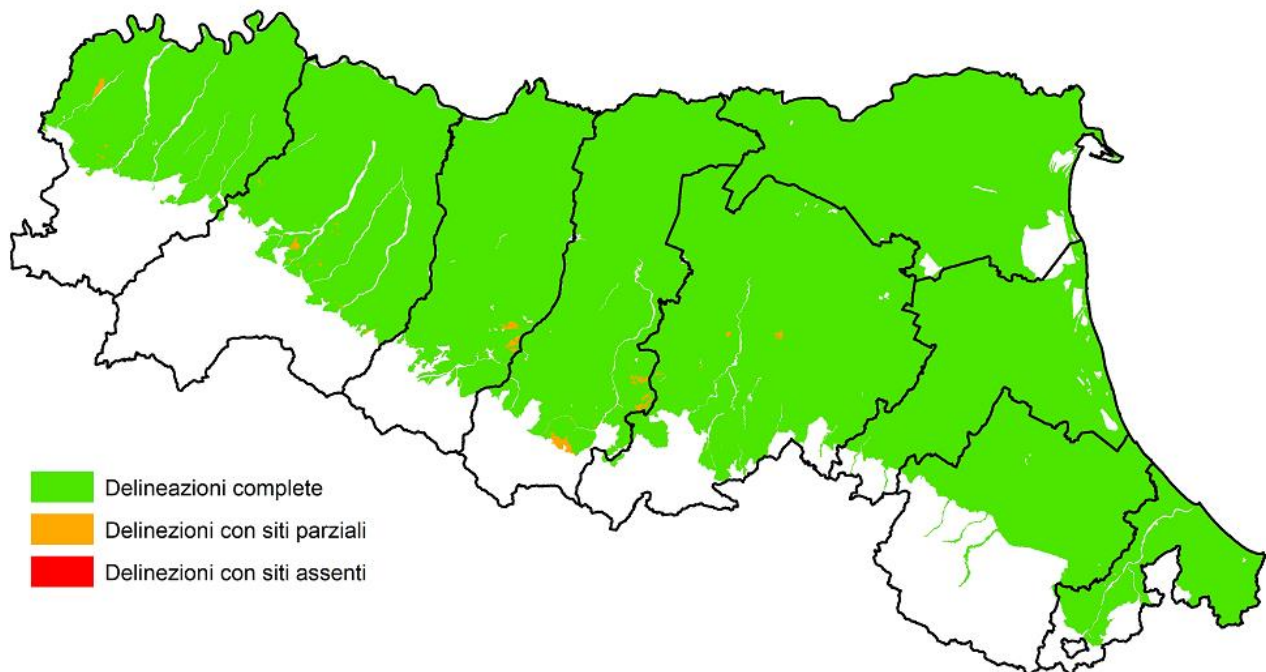 Delineazioni complete
Delinezioni con siti parziali
Delinezioni con siti assenti